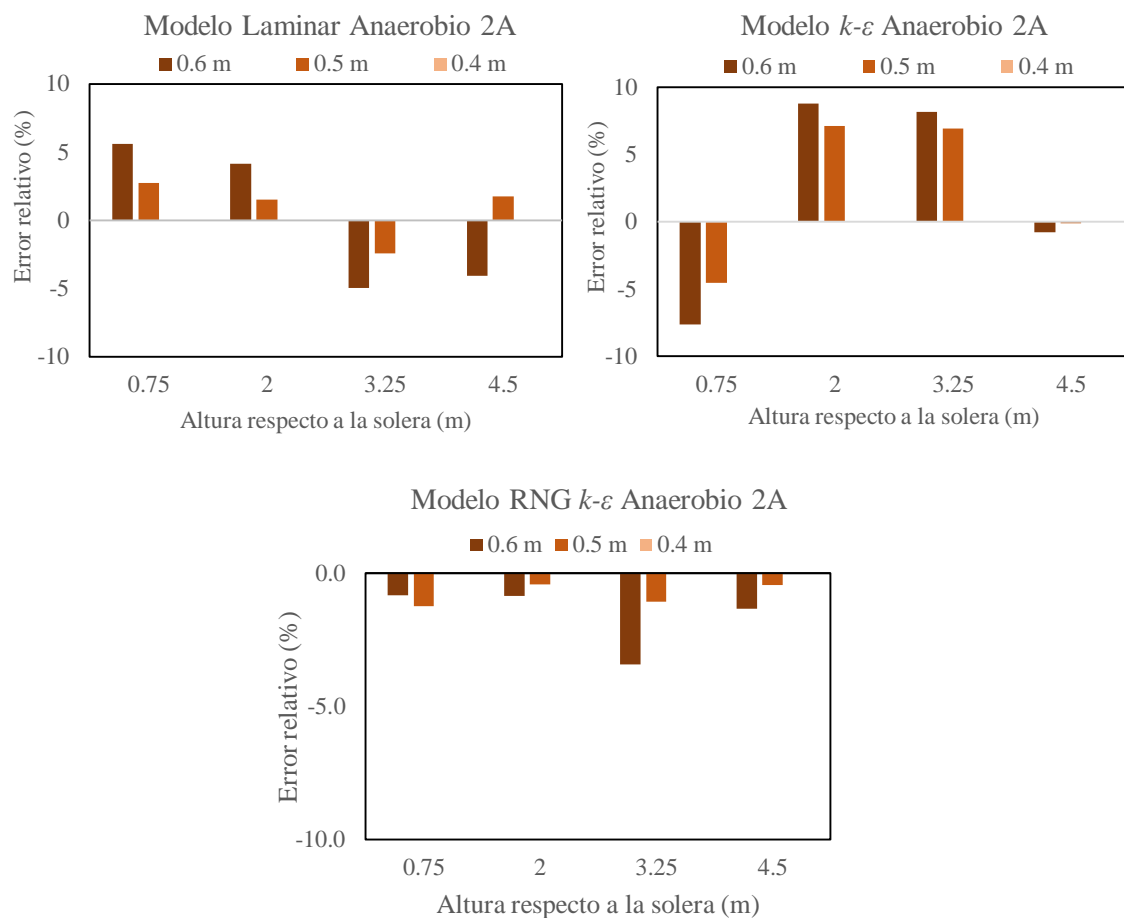 Modelo Laminar Anaerobio 2A
0.6 m 0.5 m 0.4 m
10
5
0
-5
-10
Error relativo (%)
0.75 2 3.25 4.5
Altura respecto a la solera (m)
Modelo k-ε Anaerobio 2A
0.6 m 0.5 m 0.4 m
10
5
0
-5
-10
Error relativo (%)
0.75 2 3.25 4.5
Altura respecto a la solera (m)
Modelo RNG k-ε Anaerobio 2A
0.6 m 0.5 m 0.4 m
0.0
-5.0
-10.0
Error relativo (%)
0.75 2 3.25 4.5
Altura respecto a la solera (m)